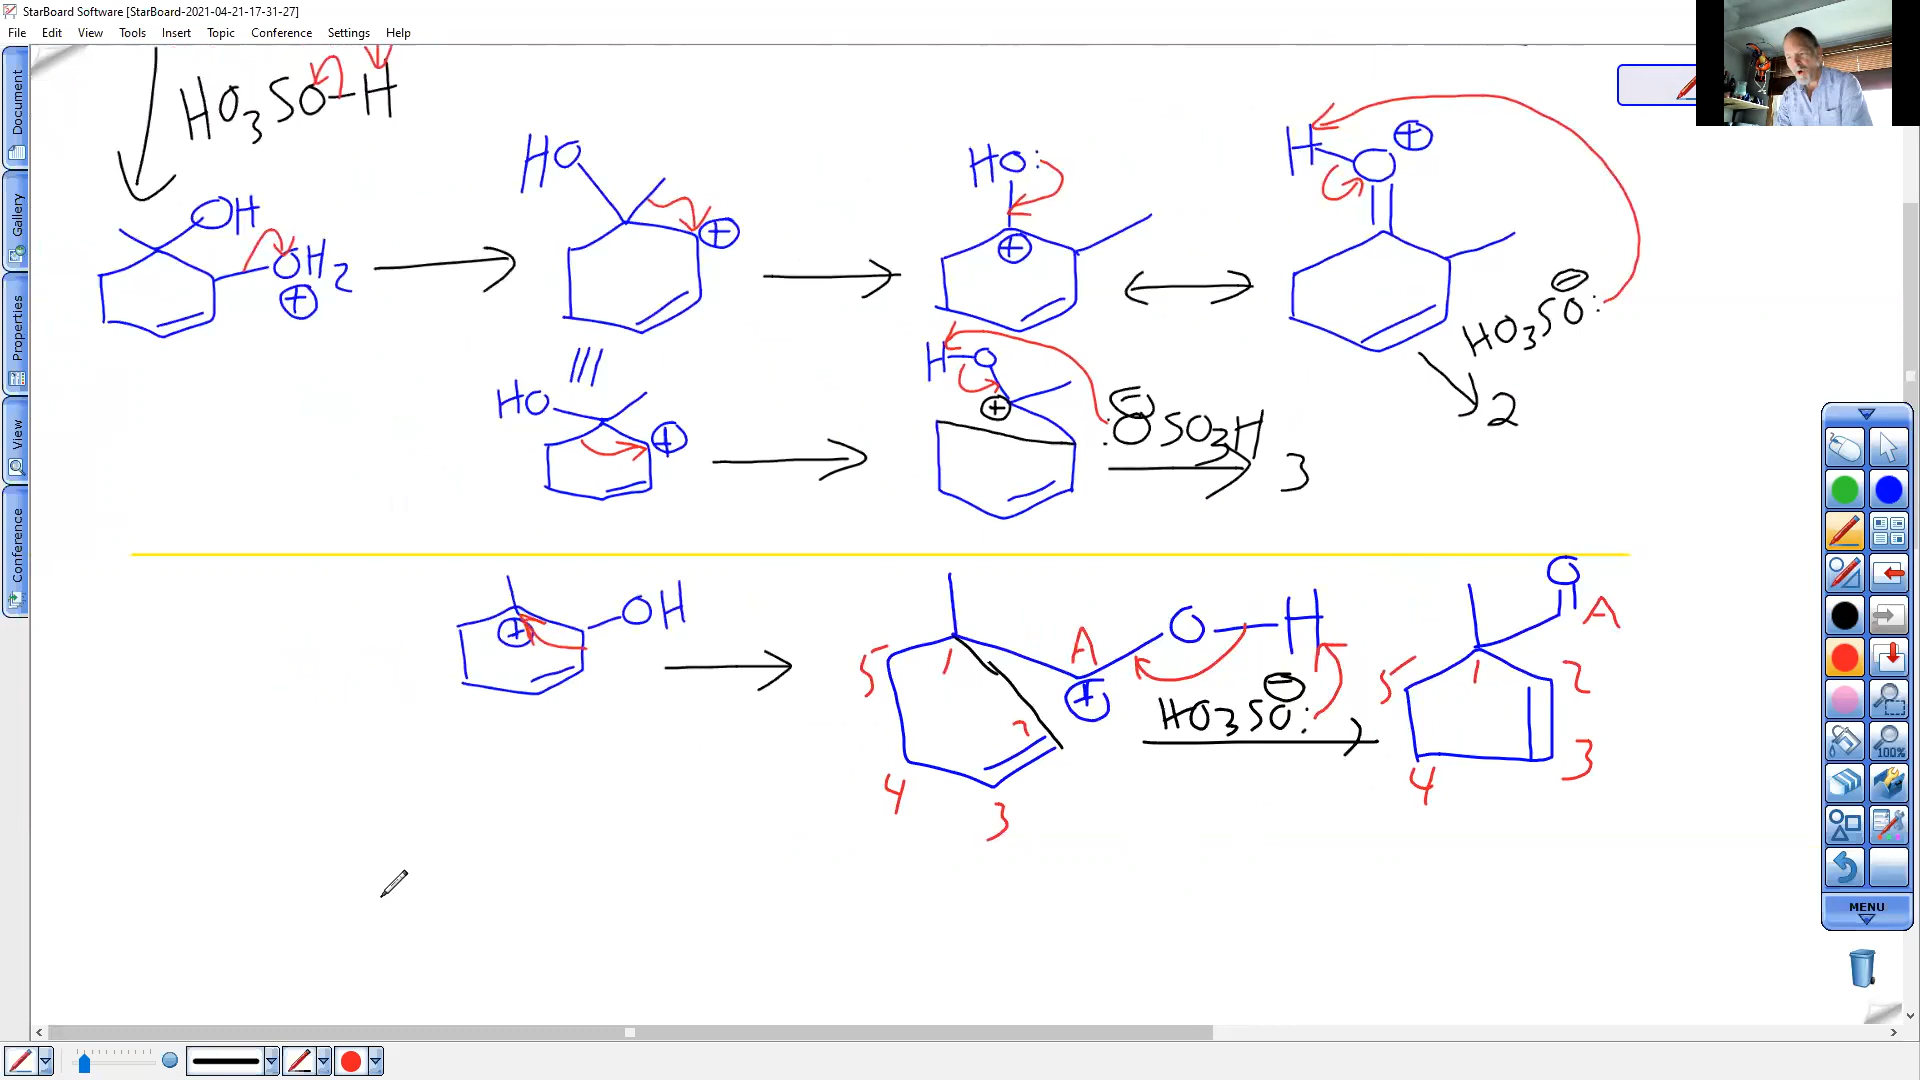 StarBoard Software [StarBoard-2021-04-21-17-31-27]
File Edit View Tools Insert Topic Conference Settings Help
Document
Gallery
Properties
View
Conference
HO3SO-H
OH
OH2
+
HO
+
HO:
+
H
O
+
HO3SO:
-
2
HO
+
H-O
+
:OSO3H
-
3
+
OH
5
1
A
+
O
H
2
3
4
HO3SO:
-
O
A
5
1
2
3
4
100%
MENU